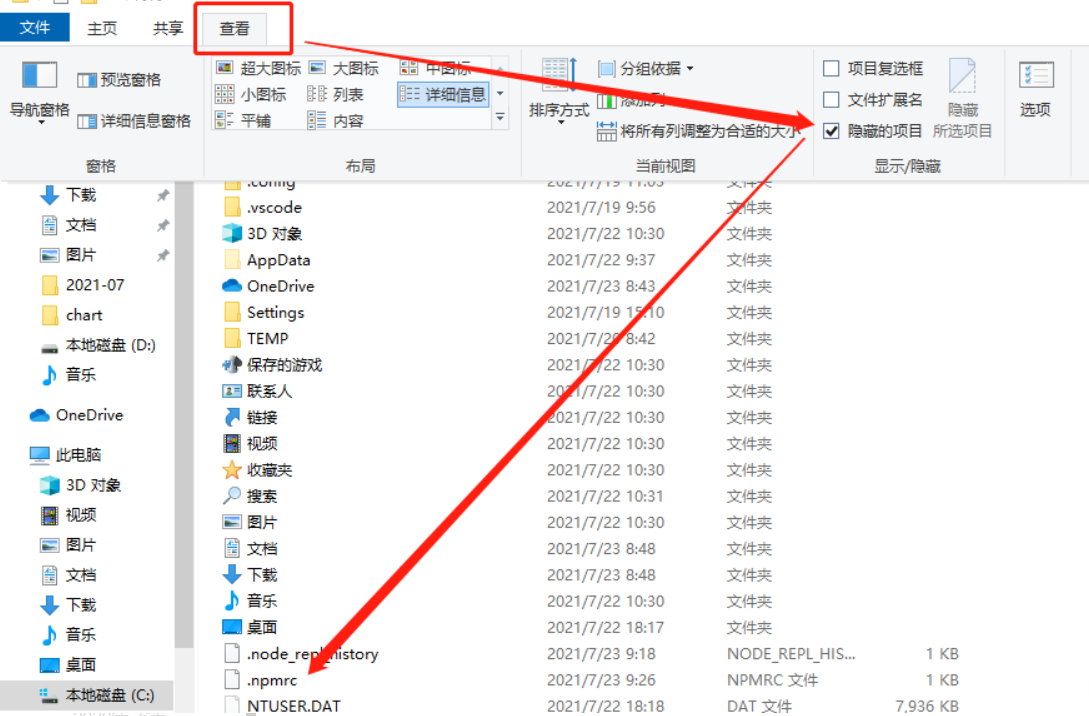 文件 主页 共享 查看
导航窗格
预览窗格
详细信息窗格
窗格
超大图标 大图标 中图标
小图标 列表 详细信息
平铺 内容
布局
排序方式
分组依据
添加列
将所有列调整为合适的大小
当前视图
项目复选框
文件扩展名
隐藏的项目
隐藏
所选项目
显示/隐藏
选项
下载
文档
图片
2021-07
chart
本地磁盘 (D:)
音乐
OneDrive
此电脑
3D 对象
视频
图片
文档
下载
音乐
桌面
本地磁盘 (C:)
.config 2021/7/19 11:05 文件夹
.vscode 2021/7/19 9:56 文件夹
3D 对象 2021/7/22 10:30 文件夹
AppData 2021/7/22 9:37 文件夹
OneDrive 2021/7/23 8:43 文件夹
Settings 2021/7/19 15:10 文件夹
TEMP 2021/7/20 8:42 文件夹
保存的游戏 2021/7/22 10:30 文件夹
联系人 2021/7/22 10:30 文件夹
链接 2021/7/22 10:30 文件夹
视频 2021/7/22 10:30 文件夹
收藏夹 2021/7/22 10:30 文件夹
搜索 2021/7/22 10:31 文件夹
图片 2021/7/22 10:30 文件夹
文档 2021/7/23 8:48 文件夹
下载 2021/7/23 8:48 文件夹
音乐 2021/7/22 10:30 文件夹
桌面 2021/7/22 18:17 文件夹
.node_repl_history 2021/7/23 9:18 NODE_REPL_HIS... 1 KB
.npmrc 2021/7/23 9:26 NPMRC 文件 1 KB
NTUSER.DAT 2021/7/22 18:18 DAT 文件 7,936 KB